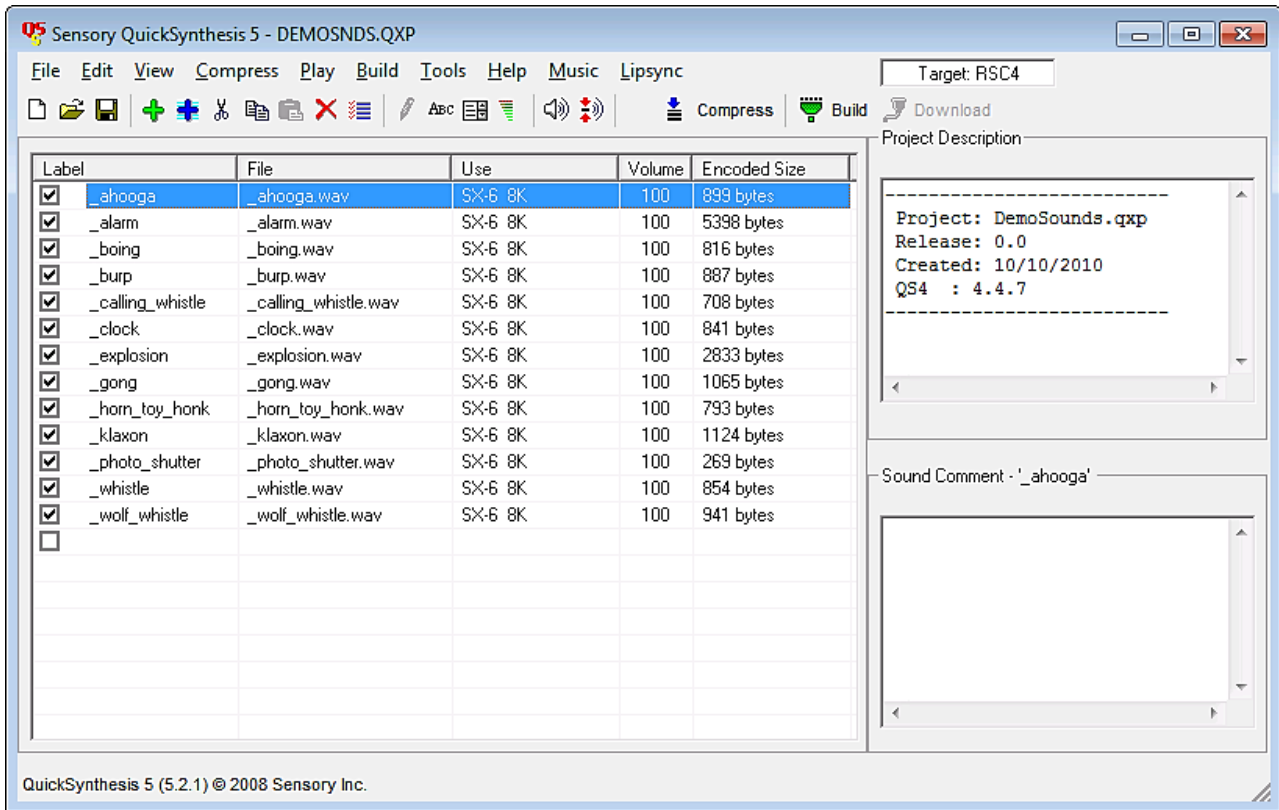 QS5 Sensory QuickSynthesis 5 - DEMOSNDS.QXP
File Edit View Compress Play Build Tools Help Music Lipsync
Target: RSC4
ABC Compress Build Download
Project Description
Label File Use Volume Encoded Size
_ahooga _ahooga.wav SX-6 8K 100 899 bytes
_alarm _alarm.wav SX-6 8K 100 5398 bytes
_boing _boing.wav SX-6 8K 100 816 bytes
_burp _burp.wav SX-6 8K 100 887 bytes
_calling_whistle _calling_whistle.wav SX-6 8K 100 708 bytes
_clock _clock.wav SX-6 8K 100 841 bytes
_explosion _explosion.wav SX-6 8K 100 2833 bytes
_gong _gong.wav SX-6 8K 100 1065 bytes
_horn_toy_honk _horn_toy_honk.wav SX-6 8K 100 793 bytes
_klaxon _klaxon.wav SX-6 8K 100 1124 bytes
_photo_shutter _photo_shutter.wav SX-6 8K 100 269 bytes
_whistle _whistle.wav SX-6 8K 100 854 bytes
_wolf_whistle _wolf_whistle.wav SX-6 8K 100 941 bytes
--------------------------
Project: DemoSounds.qxp
Release: 0.0
Created: 10/10/2010
QS4 : 4.4.7
--------------------------
Sound Comment - '_ahooga'
QuickSynthesis 5 (5.2.1) © 2008 Sensory Inc.